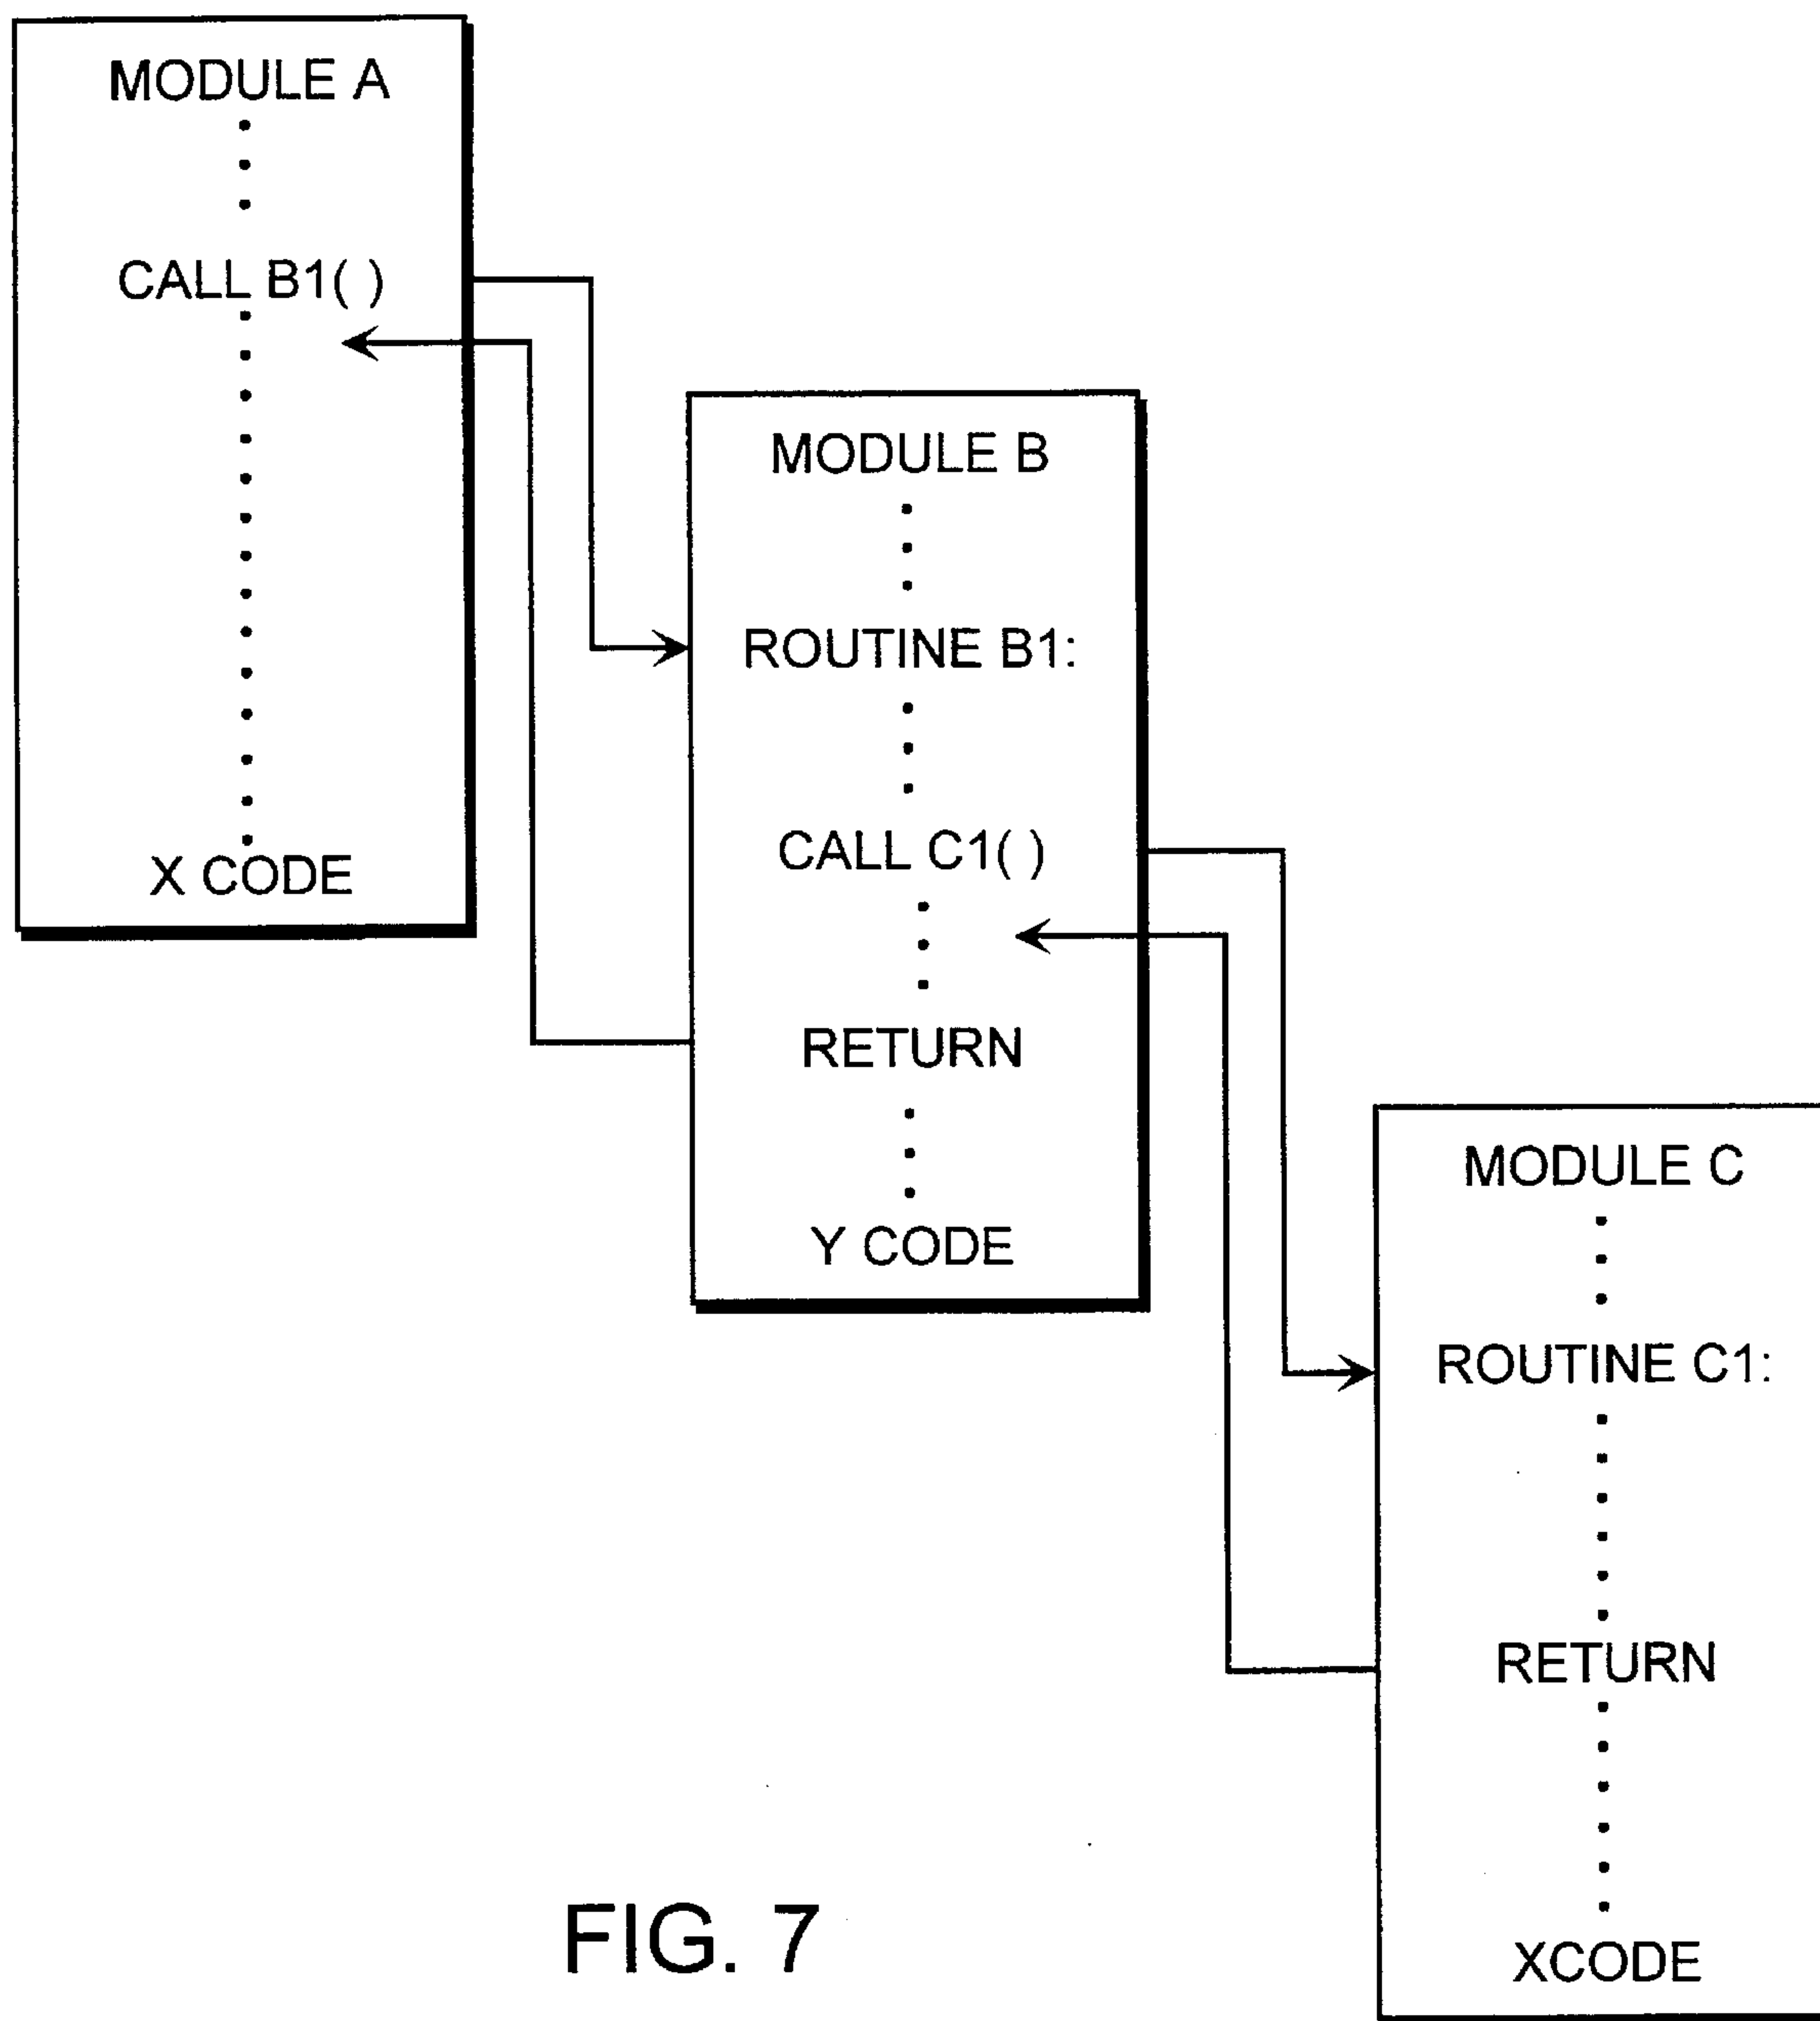 MODULE A
CALL B1( )
X CODE
MODULE B
ROUTINE B1:
CALL C1( )
RETURN
Y CODE
MODULE C
ROUTINE C1:
RETURN
XCODE
FIG. 7